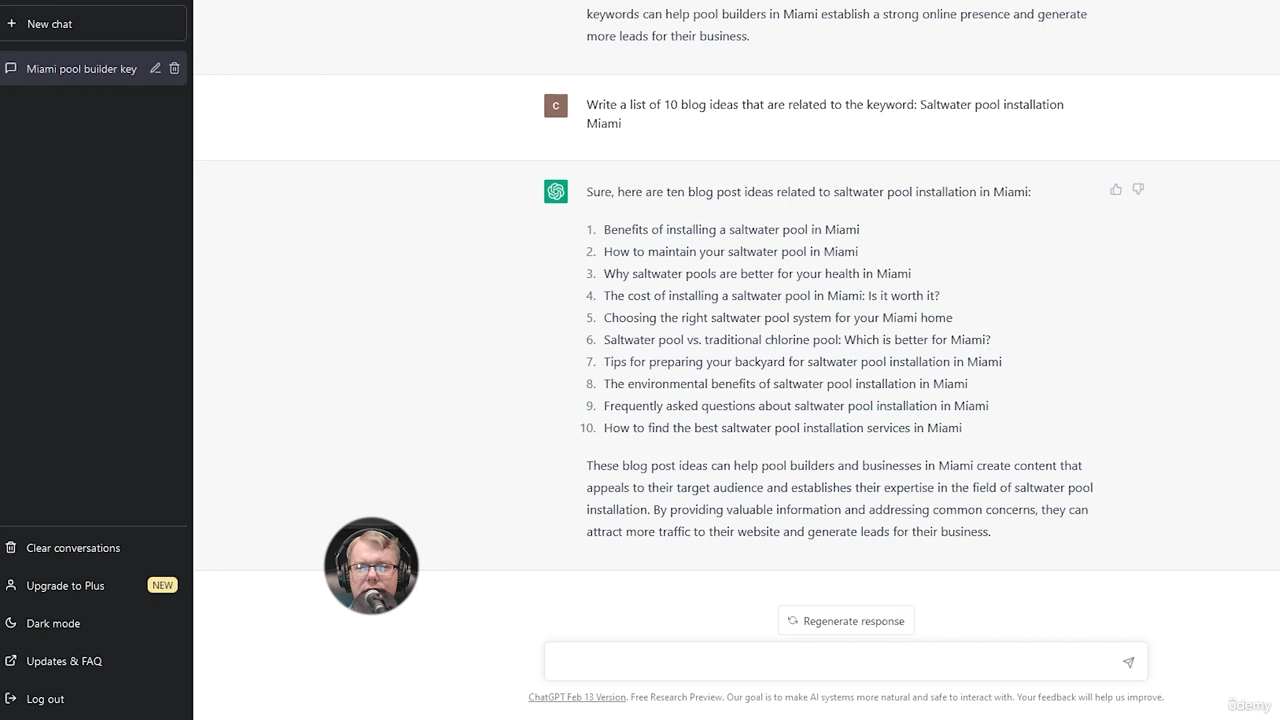 New chat
Miami pool builder key
Clear conversations
Upgrade to Plus
NEW
Dark mode
Updates & FAQ
Log out
keywords can help pool builders in Miami establish a strong online presence and generate
more leads for their business.
C
Write a list of 10 blog ideas that are related to the keyword: Saltwater pool installation
Miami
Sure, here are ten blog post ideas related to saltwater pool installation in Miami:
1. Benefits of installing a saltwater pool in Miami
2. How to maintain your saltwater pool in Miami
3. Why saltwater pools are better for your health in Miami
4. The cost of installing a saltwater pool in Miami: Is it worth it?
5. Choosing the right saltwater pool system for your Miami home
6. Saltwater pool vs. traditional chlorine pool: Which is better for Miami?
7. Tips for preparing your backyard for saltwater pool installation in Miami
8. The environmental benefits of saltwater pool installation in Miami
9. Frequently asked questions about saltwater pool installation in Miami
10. How to find the best saltwater pool installation services in Miami
These blog post ideas can help pool builders and businesses in Miami create content that
appeals to their target audience and establishes their expertise in the field of saltwater pool
installation. By providing valuable information and addressing common concerns, they can
attract more traffic to their website and generate leads for their business.
Regenerate response
ChatGPT Feb 13 Version. Free Research Preview. Our goal is to make AI systems more natural and safe to interact with. Your feedback will help us improve.
ûdemy